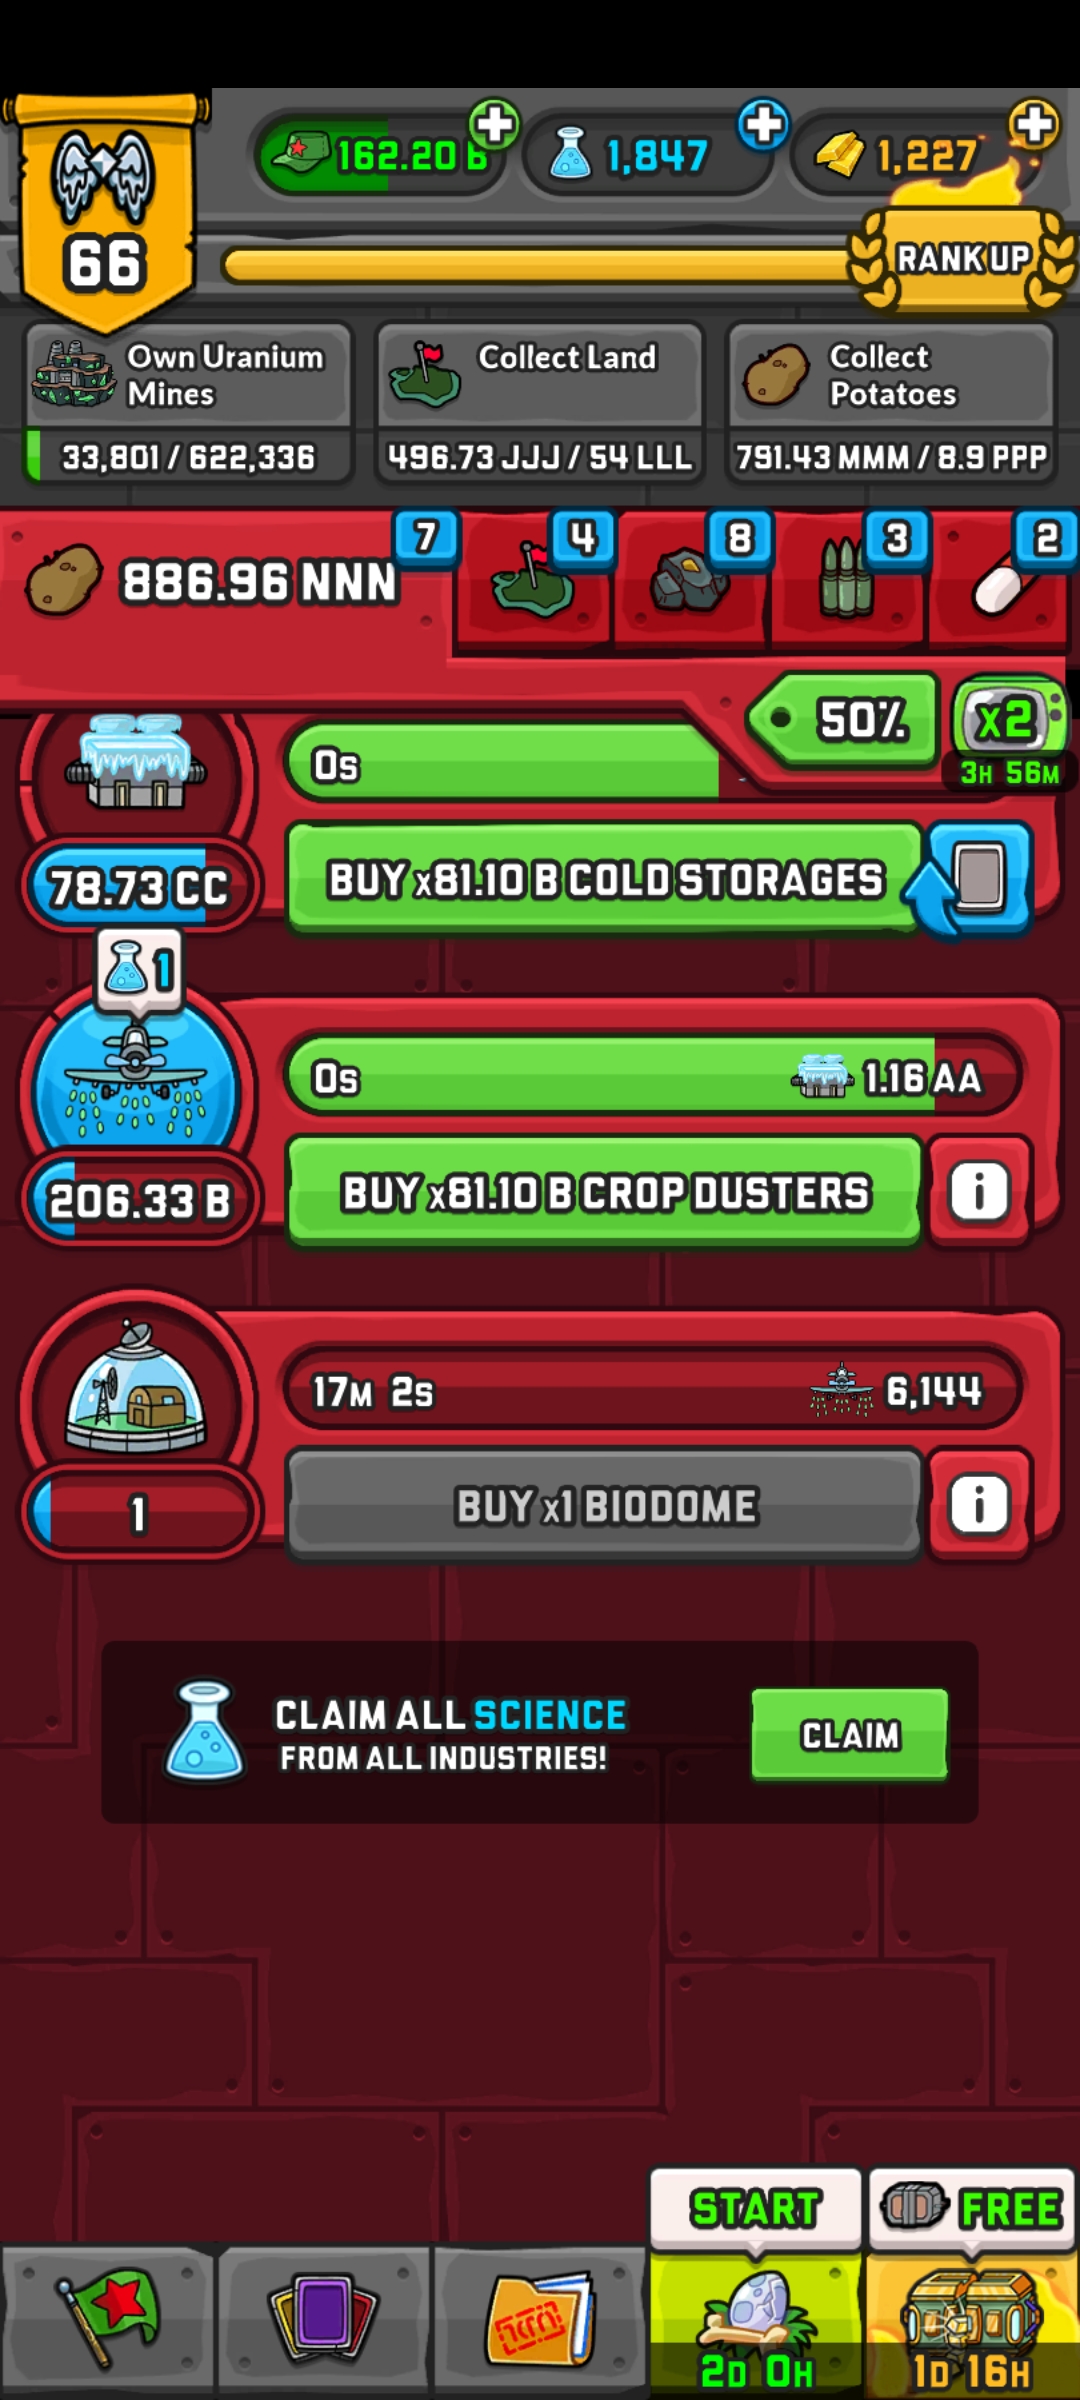 162.20 B
1,847
1,227
66
RANK UP
Own Uranium
Mines
33,801 / 622,336
Collect Land
496.73 JJJ / 54 LLL
Collect
Potatoes
791.43 MMM / 8.9 PPP
886.96 NNN
7
4
8
3
2
50%
x2
3H 56M
0s
78.73 CC
BUY x81.10 B COLD STORAGES
1
0s
1.16 AA
206.33 B
BUY x81.10 B CROP DUSTERS
i
17M 2s
6,144
1
BUY x1 BIODOME
i
CLAIM ALL SCIENCE
FROM ALL INDUSTRIES!
CLAIM
START
FREE
2D 0H
1D 16H